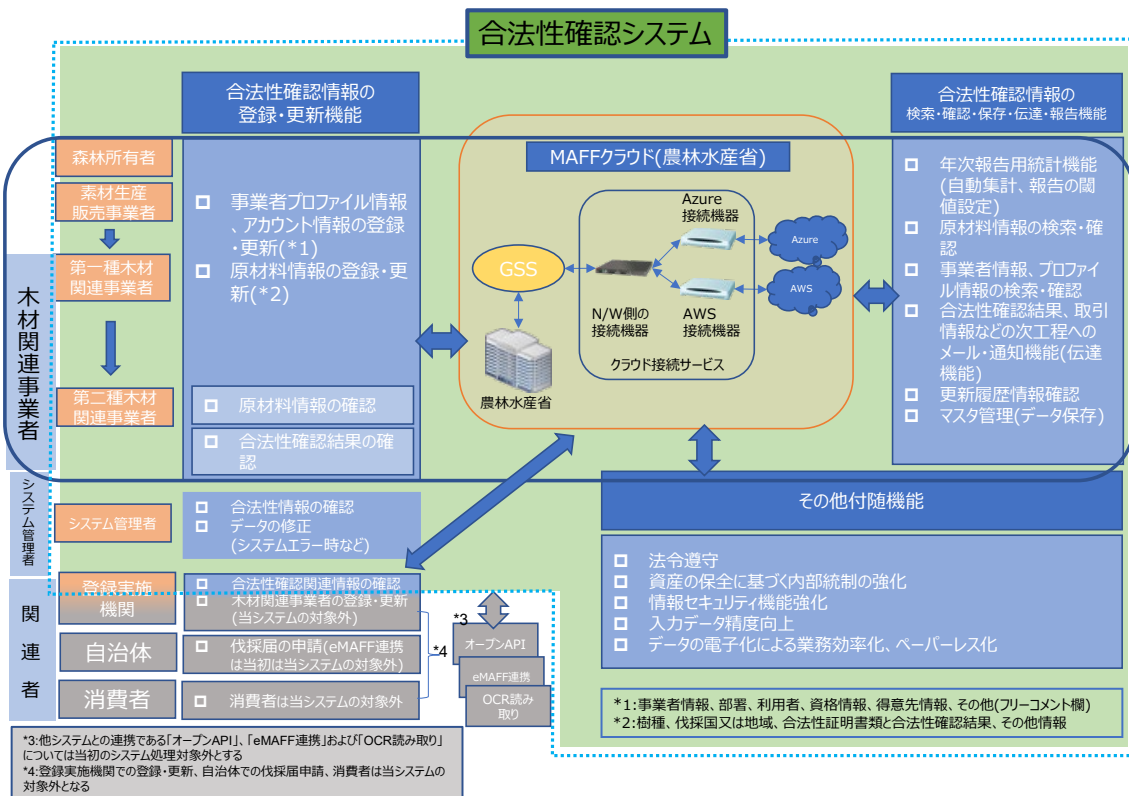 合法性確認システム
合法性確認情報の
登録・更新機能
合法性確認情報の
検索・確認・保存・伝達・報告機能
木材関連事業者
森林所有者
素材生産
販売事業者
第一種木材
関連事業者
第二種木材
関連事業者
事業者プロファイル情報
、アカウント情報の登録
・更新(*1)
原材料情報の登録・更
新(*2)
原材料情報の確認
合法性確認結果の確
認
MAFFクラウド(農林水産省)
GSS
農林水産省
Azure
接続機器
Azure
N/W側の
接続機器
AWS
接続機器
AWS
クラウド接続サービス
年次報告用統計機能
(自動集計、報告の閾
値設定)
原材料情報の検索・確
認
事業者情報、プロファイ
ル情報の検索・確認
合法性確認結果、取引
情報などの次工程への
メール・通知機能(伝達
機能)
更新履歴情報確認
マスタ管理(データ保存)
システム管理者
システム管理者
合法性情報の確認
データの修正
(システムエラー時など)
関連者
登録実施
機関
合法性確認関連情報の確認
木材関連事業者の登録・更新
(当システムの対象外)
自治体
伐採届の申請(eMAFF連携
は当初は当システムの対象外)
消費者
消費者は当システムの対象外
*4
*3
オープンAPI
eMAFF連携
OCR読み
取り
その他付随機能
法令遵守
資産の保全に基づく内部統制の強化
情報セキュリティ機能強化
入力データ精度向上
データの電子化による業務効率化、ペーパーレス化
*1:事業者情報、部署、利用者、資格情報、得意先情報、その他(フリーコメント欄)
*2:樹種、伐採国又は地域、合法性証明書類と合法性確認結果、その他情報
*3:他システムとの連携である「オープンAPI」、「eMAFF連携」および「OCR読み取り」
については当初のシステム処理対象外とする
*4:登録実施機関での登録・更新、自治体での伐採届申請、消費者は当システムの
対象外となる